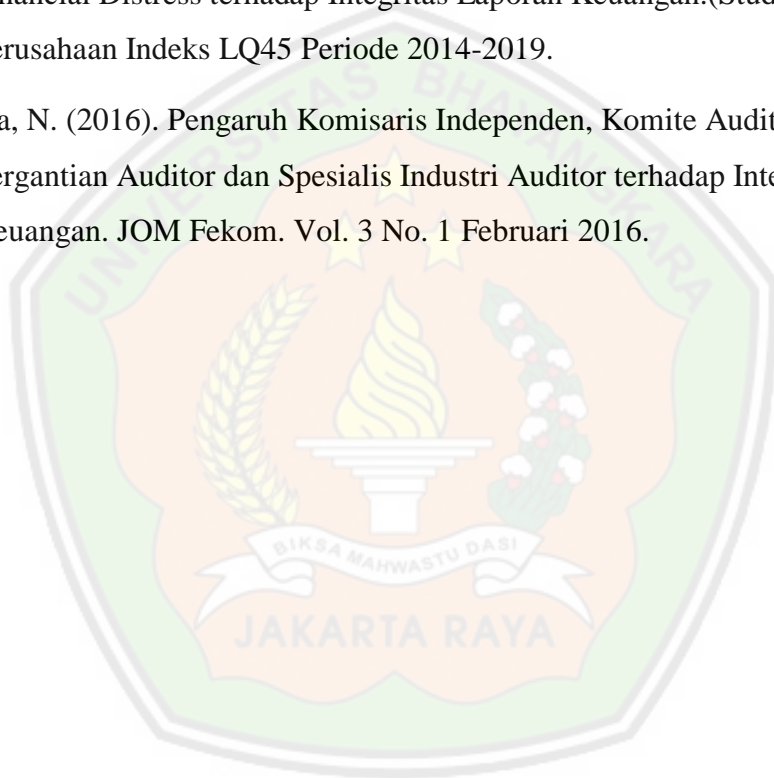 nancial Distress terhadap Integritas Laporan Keuangan.(Stud
erusahaan Indeks LQ45 Periode 2014-2019.
a, N. (2016). Pengaruh Komisaris Independen, Komite Audit
ergantian Auditor dan Spesialis Industri Auditor terhadap Inte
euangan. JOM Fekom. Vol. 3 No. 1 Februari 2016.
UNIVERSITAS BHAYANGKARA
BIKSA MAHWASTU DASI
JAKARTA RAYA